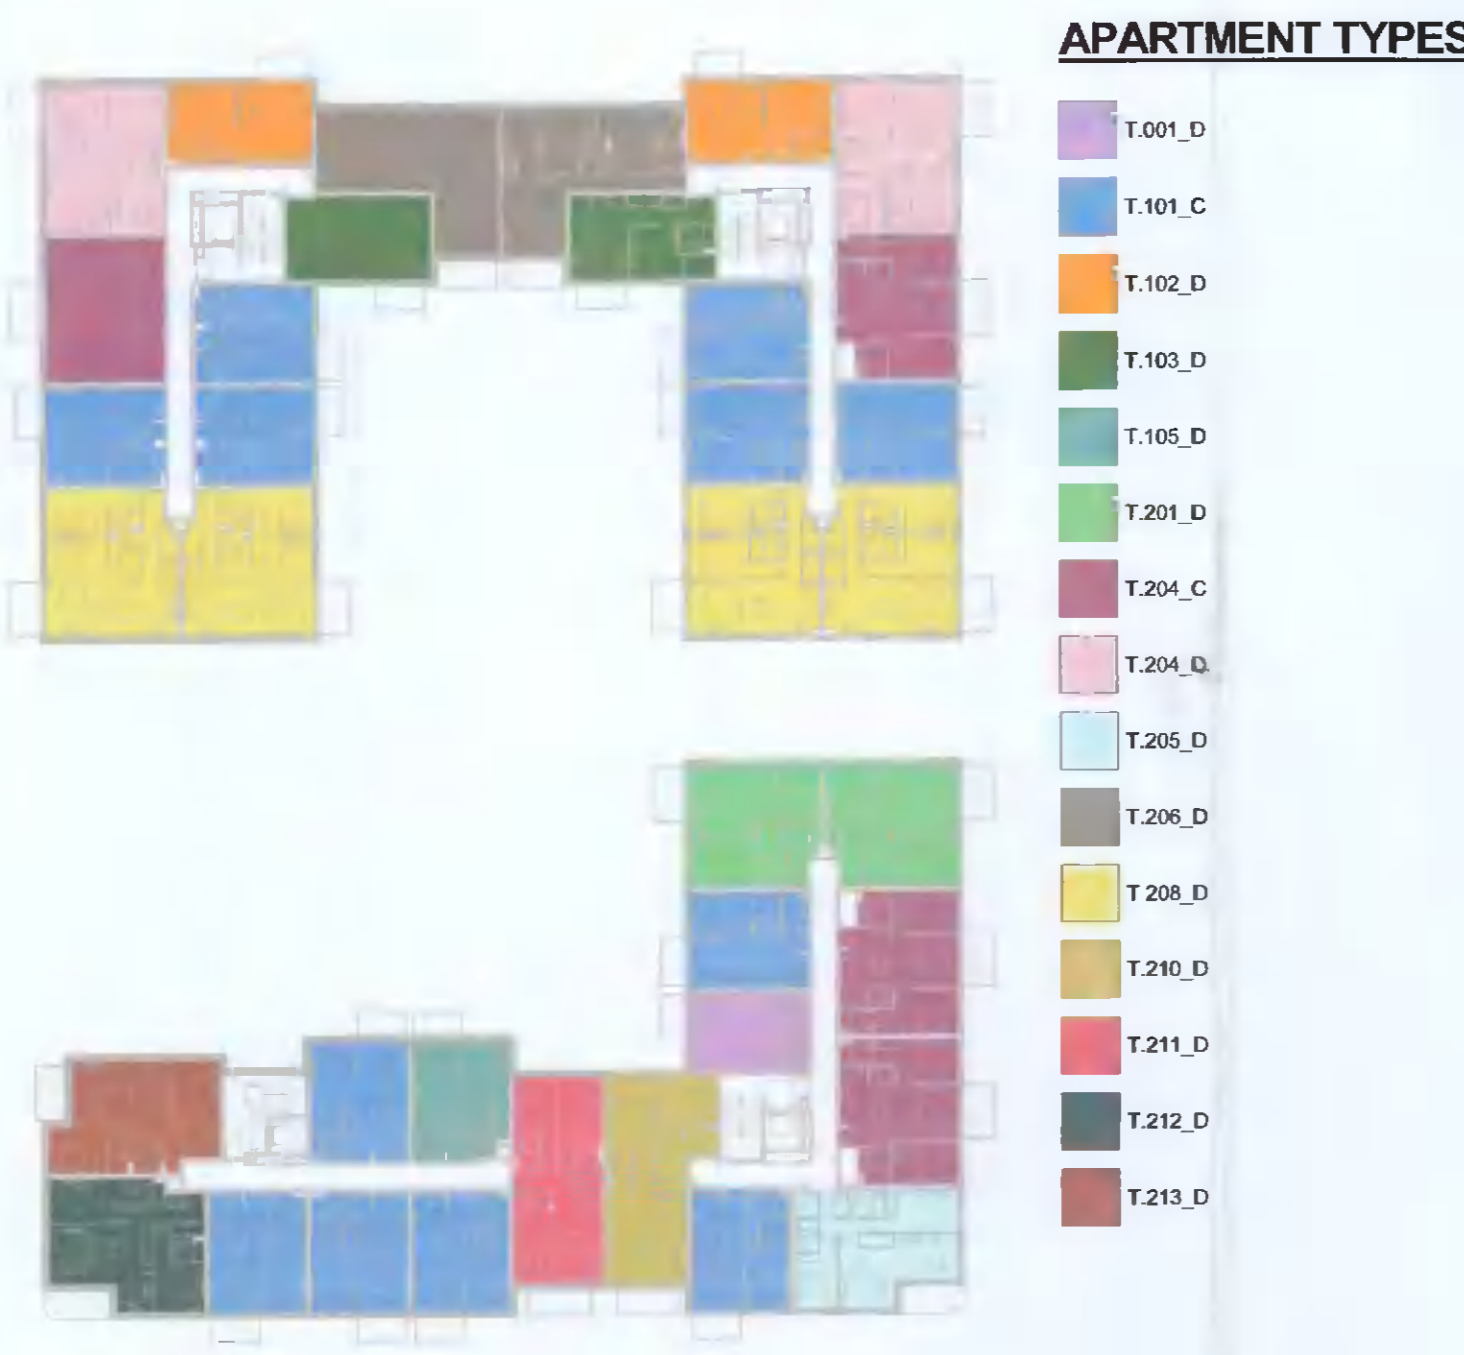 APARTMENT TYPES
T.001_D
T.101_C
T.102_D
T.103_D
T.105_D
T.201_D
T.204_C
T.204_D
T.205_D
T.206_D
T 208_D
T.210_D
T.211_D
T.212_D
T.213_D